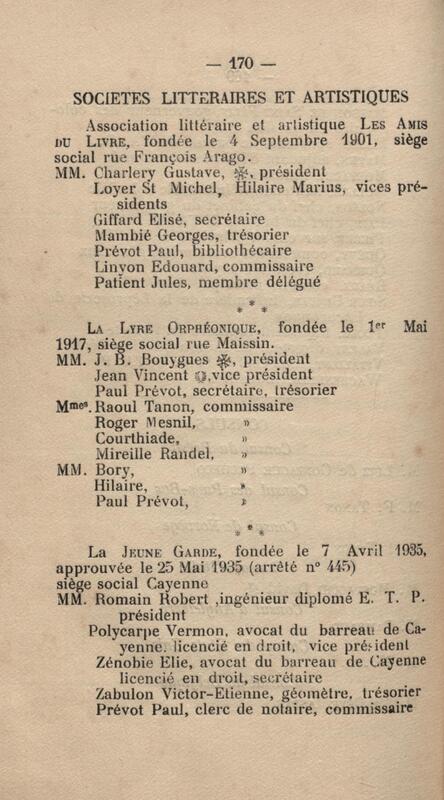 — 170 —
SOCIETES LITTERAIRES ET ARTISTIQUES
Association littéraire et artistique LES AMIS
DU LIVRE, fondée le 4 Septembre 1901, siège
social rue François Arago.
MM. Charlery Gustave, ✽, président
Loyer St Michel, Hilaire Marius, vices pré-
sidents
Giffard Elisé, secrétaire
Mambié Georges, trésorier
Prévot Paul, bibliothécaire
Linyon Edouard, commissaire
Patient Jules, membre délégué
* * *
LA LYRE ORPHÉONIQUE, fondée le 1er Mai
1917, siège social rue Maissin.
MM. J. B. Bouygues ✽, président
Jean Vincent ✽,vice président
Paul Prévot, secrétaire, trésorier
Mmes. Raoul Tanon, commissaire
Roger Mesnil, »
Courthiade, »
Mireille Randel, »
MM. Bory, »
Hilaire, »
Paul Prévot, »
* * *
La JEUNE GARDE, fondée le 7 Avril 1935,
approuvée le 25 Mai 1935 (arrêté n° 445)
siège social Cayenne
MM. Romain Robert ,ingénieur diplomé E. T. P.
président
Polycarpe Vermon, avocat du barreau de Ca-
yenne. licencié en droit, vice président
Zénobie Elie, avocat du barreau de Cayenne
licencié en droit, secrétaire
Zabulon Victor-Etienne, géomètre, trésorier
Prévot Paul, clerc de notaire, commissaire